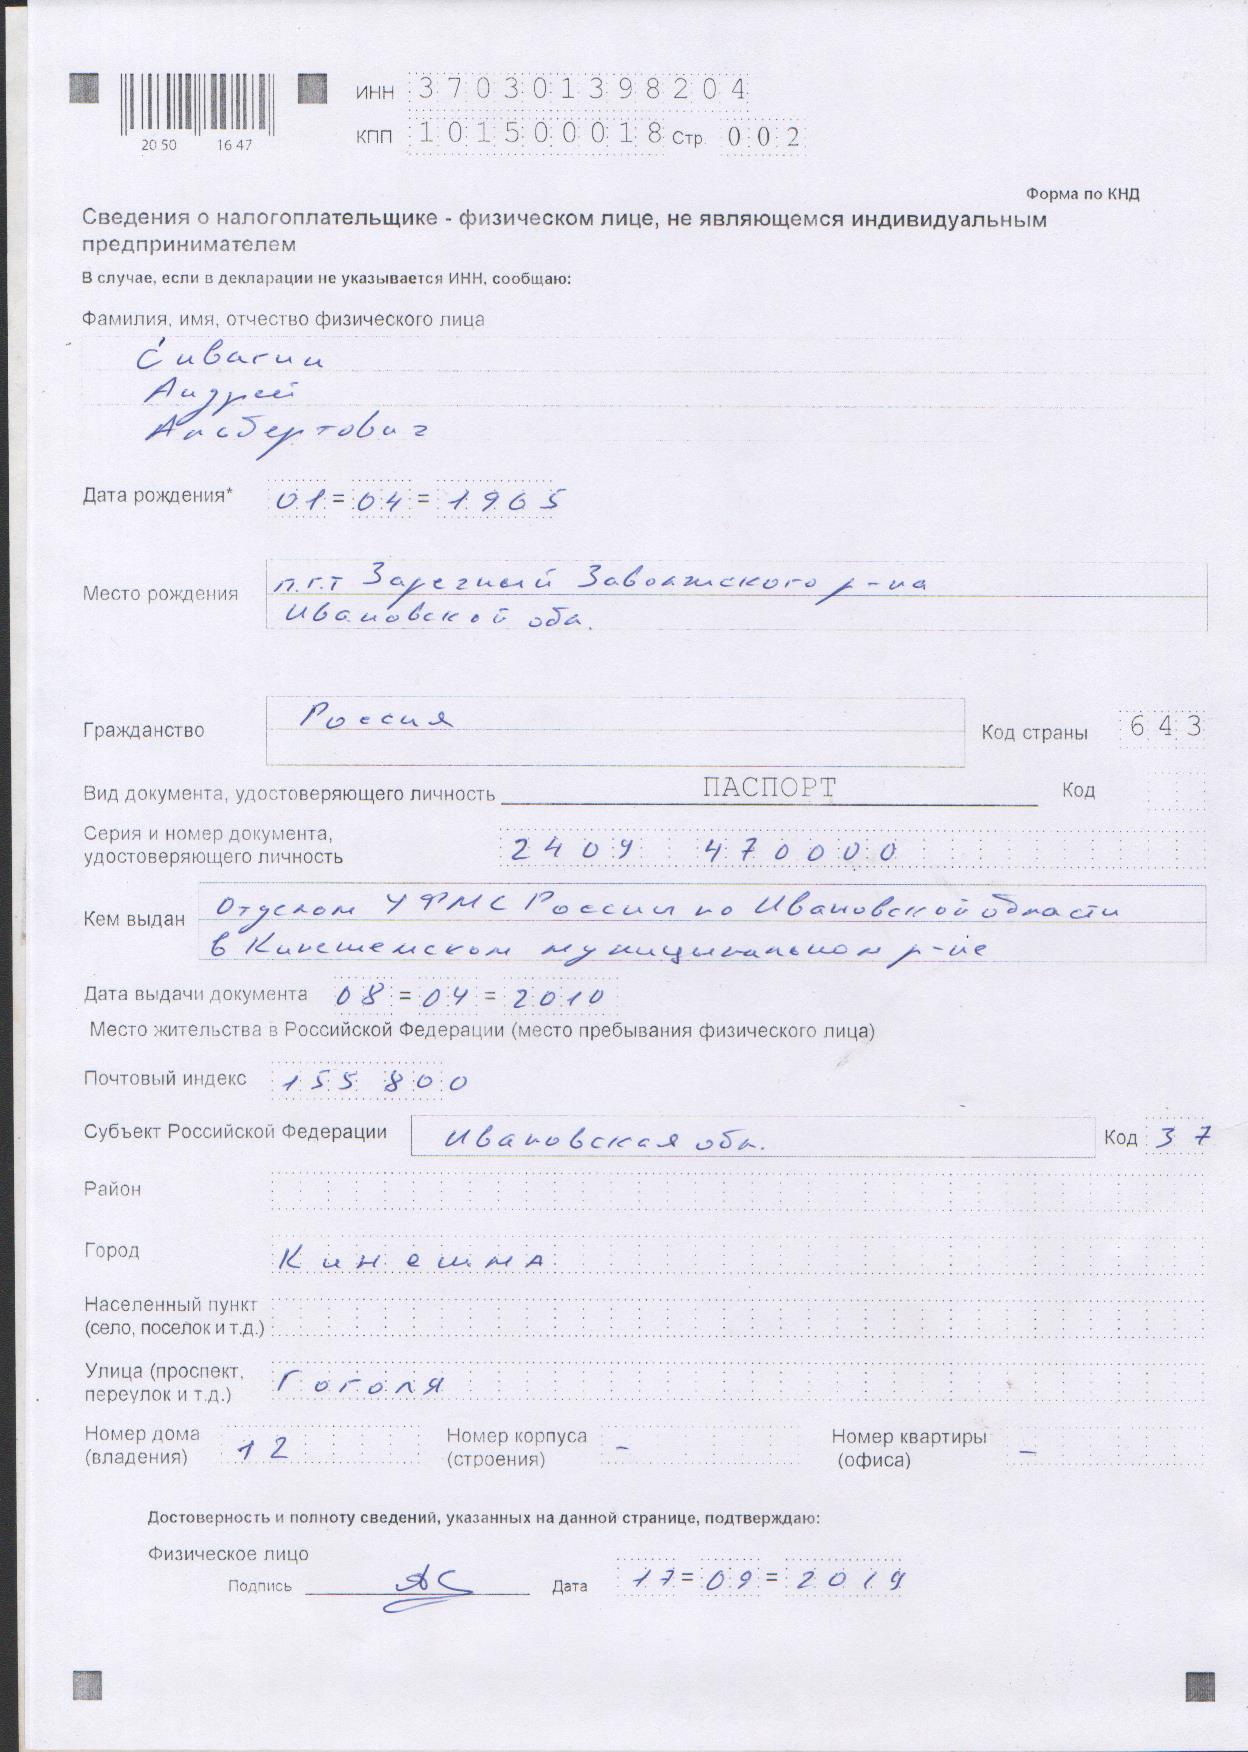 ИНН 370301398204
КПП 101500018 Стр. 002
20 50 16 47
Форма по КНД
Сведения о налогоплательщике - физическом лице, не являющемся индивидуальным
предпринимателем
В случае, если в декларации не указывается ИНН, сообщаю:
Фамилия, имя, отчество физического лица
Сивагин
Андрей
Альбертович
Дата рождения* 01 = 04 = 1965
Место рождения п.г.т Заречный Заволжского р-на
Ивановской обл.
Гражданство Россия Код страны 643
Вид документа, удостоверяющего личность ПАСПОРТ Код
Серия и номер документа,
удостоверяющего личность 2409 470000
Кем выдан Отделом УФМС России по Ивановской области
в Кинешемском муниципальном р-не
Дата выдачи документа 08 = 04 = 2010
Место жительства в Российской Федерации (место пребывания физического лица)
Почтовый индекс 155800
Субъект Российской Федерации Ивановская обл. Код 37
Район
Город Кинешма
Населенный пункт
(село, поселок и т.д.)
Улица (проспект,
переулок и т.д.) Гоголя
Номер дома
(владения) 12 Номер корпуса
(строения) - Номер квартиры
(офиса) -
Достоверность и полноту сведений, указанных на данной странице, подтверждаю:
Физическое лицо
Подпись АС Дата 17 = 09 = 2019